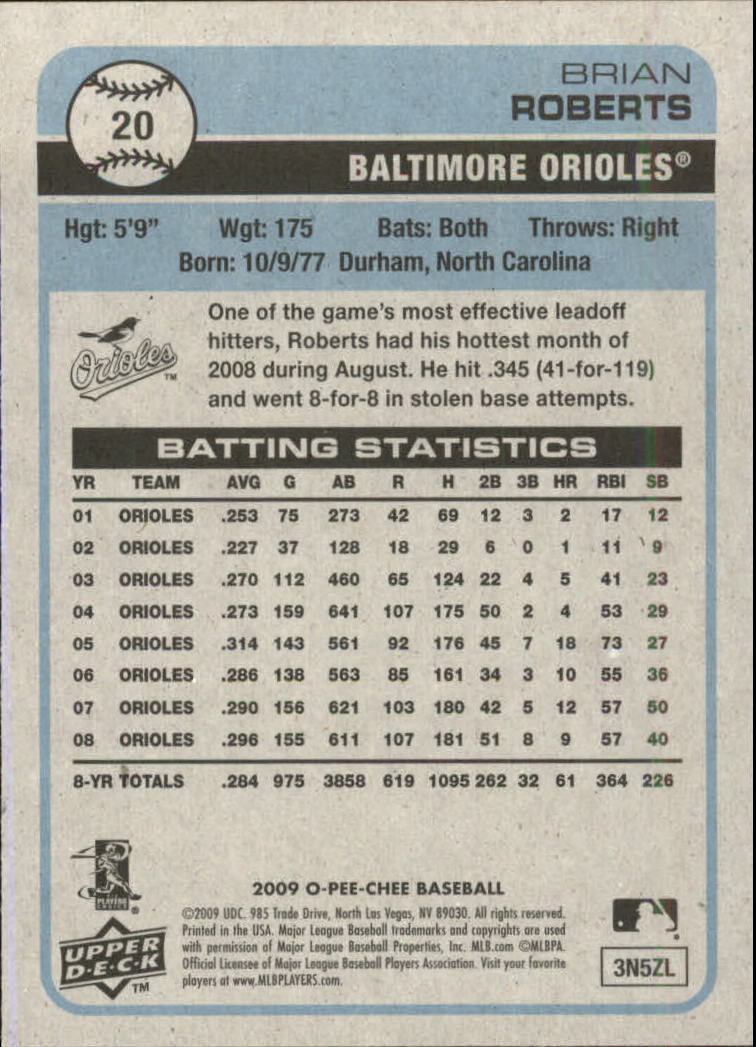 20
BRIAN
ROBERTS
BALTIMORE ORIOLES®
Hgt: 5'9" Wgt: 175 Bats: Both Throws: Right
Born: 10/9/77 Durham, North Carolina
Orioles™
One of the game's most effective leadoff
hitters, Roberts had his hottest month of
2008 during August. He hit .345 (41-for-119)
and went 8-for-8 in stolen base attempts.
BATTING STATISTICS
YR TEAM AVG G AB R H 2B 3B HR RBI SB
01 ORIOLES .253 75 273 42 69 12 3 2 17 12
02 ORIOLES .227 37 128 18 29 6 0 1 11 9
03 ORIOLES .270 112 460 65 124 22 4 5 41 23
04 ORIOLES .273 159 641 107 175 50 2 4 53 29
05 ORIOLES .314 143 561 92 176 45 7 18 73 27
06 ORIOLES .286 138 563 85 161 34 3 10 55 36
07 ORIOLES .290 156 621 103 180 42 5 12 57 50
08 ORIOLES .296 155 611 107 181 51 8 9 57 40
8-YR TOTALS .284 975 3858 619 1095 262 32 61 364 226
PLAYERS
CHOICE ®
UPPER
D·E·C·K
™
2009 O-PEE-CHEE BASEBALL
©2009 UDC. 985 Trade Drive, North Las Vegas, NV 89030. All rights reserved.
Printed in the USA. Major League Baseball trademarks and copyrights are used
with permission of Major League Baseball Properties, Inc. MLB.com ©MLBPA.
Official Licensee of Major League Baseball Players Association. Visit your favorite
players at www.MLBPLAYERS.com.
3N5ZL